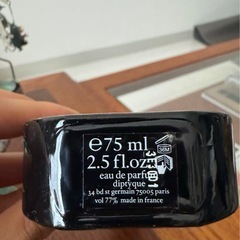 ℮75 ml
2.5 fl.oz
eau de parfum
diptyque
34 bd st germain 75005 paris
vol 77% made in france